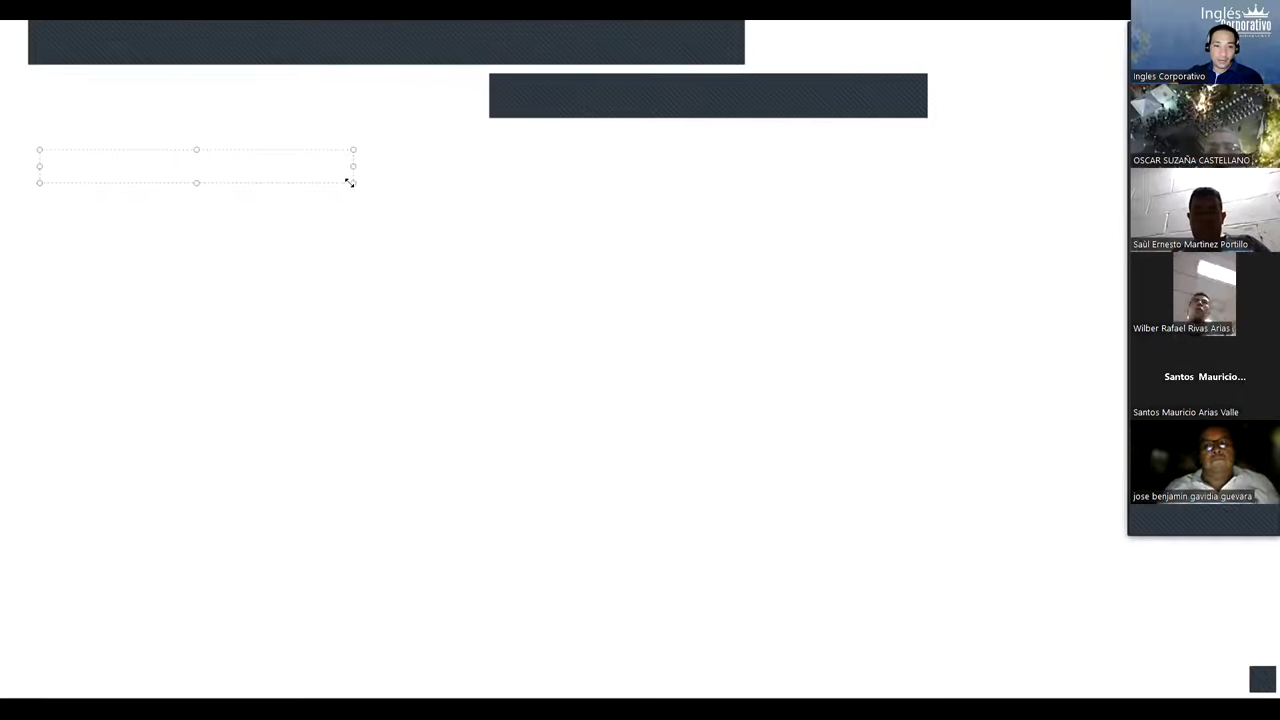 Inglés
Corporativo
Ingles Corporativo
OSCAR SUZAÑA CASTELLANO
Saùl Ernesto Martinez Portillo
Wilber Rafael Rivas Arias
Santos Mauricio...
Santos Mauricio Arias Valle
jose benjamin gavidia guevara